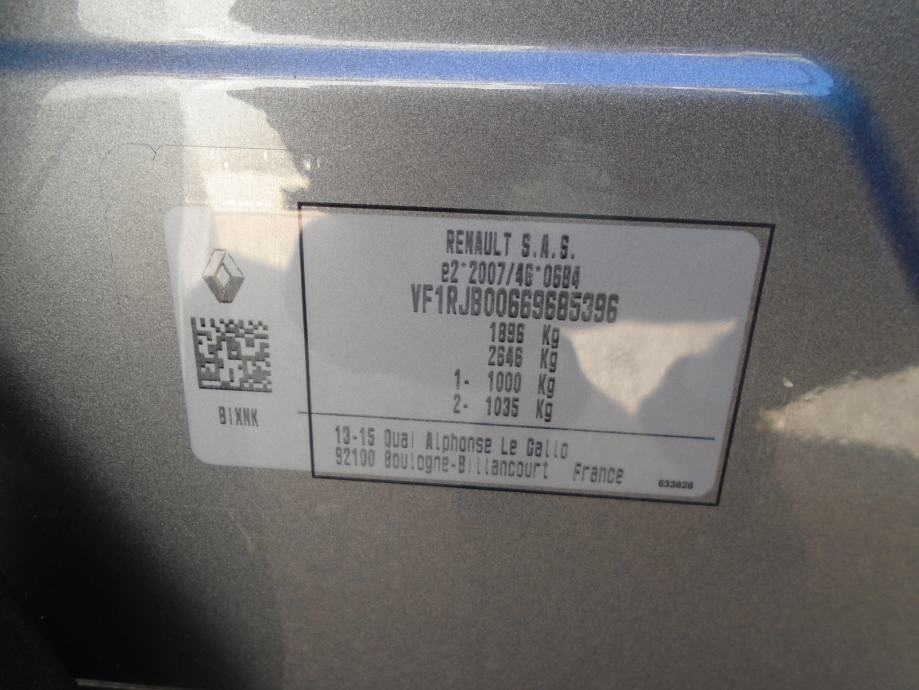 RENAULT S.A.S.
e2*2007/46*0684
VF1RJB00669685396
1896 Kg
2646 Kg
1- 1000 Kg
2- 1035 Kg
BIXNK
13-15 Quai Alphonse Le Gallo
92100 Boulogne-Billancourt France
633828